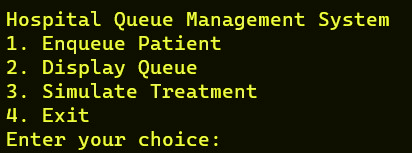 Hospital Queue Management System
1. Enqueue Patient
2. Display Queue
3. Simulate Treatment
4. Exit
Enter your choice: